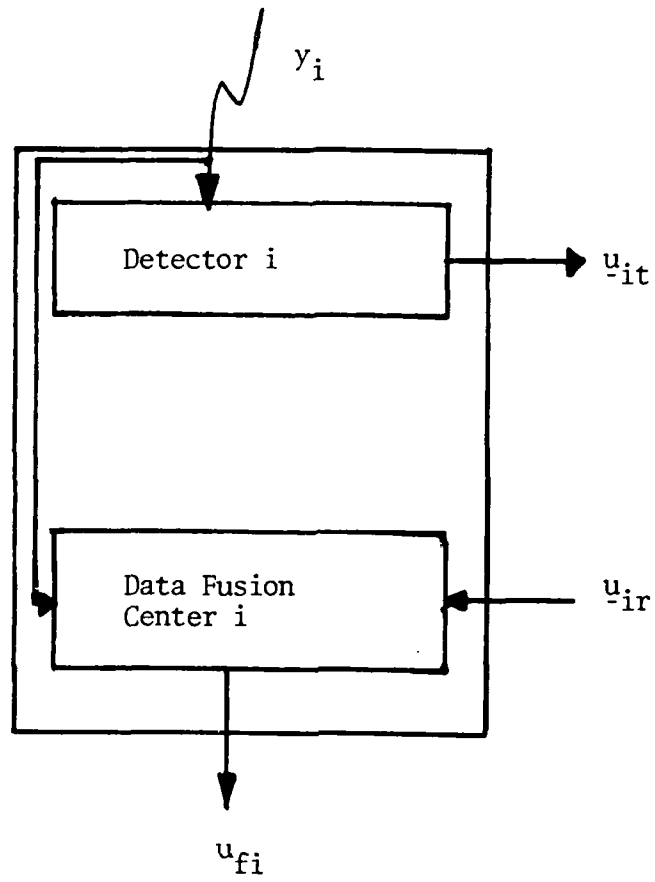 y_i
Detector i
u_it
Data Fusion
Center i
u_ir
u_fi